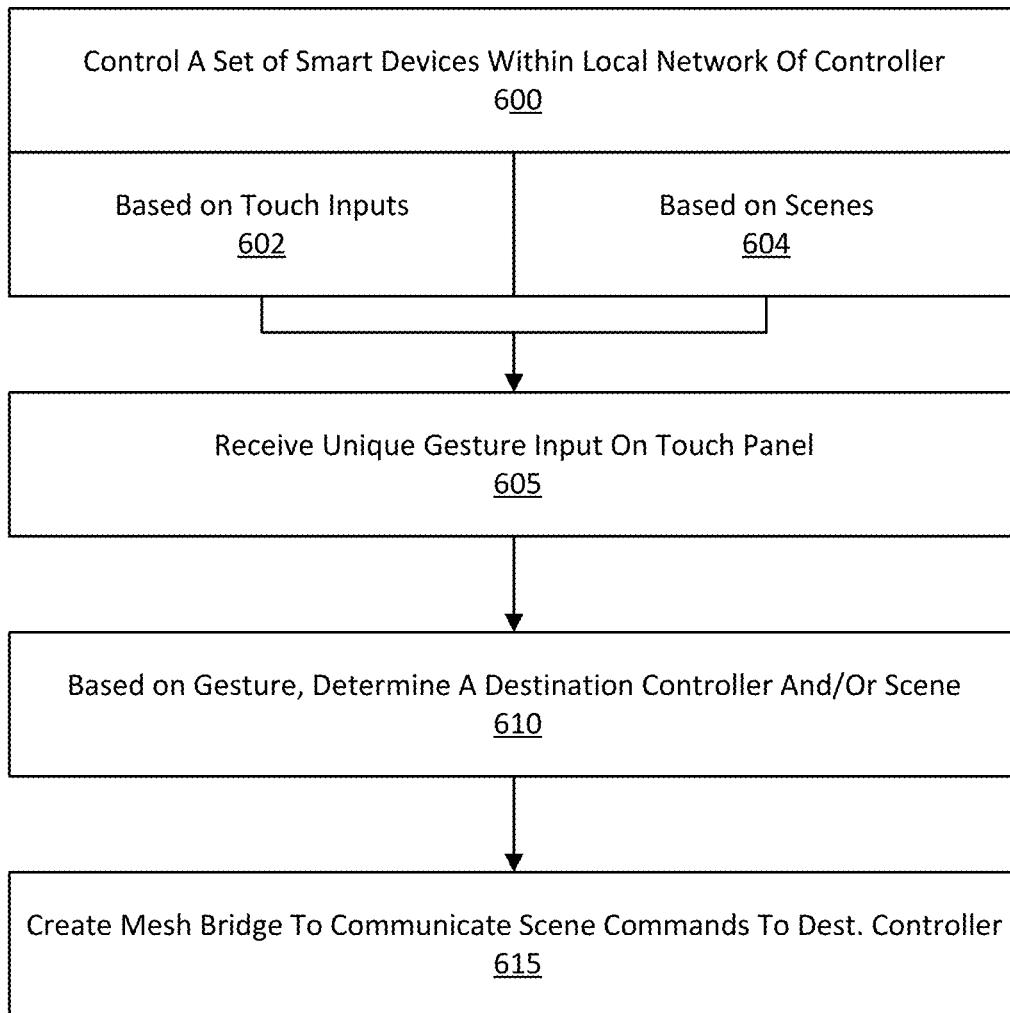 Control A Set of Smart Devices Within Local Network Of Controller
600
Based on Touch Inputs
602
Based on Scenes
604
Receive Unique Gesture Input On Touch Panel
605
Based on Gesture, Determine A Destination Controller And/Or Scene
610
Create Mesh Bridge To Communicate Scene Commands To Dest. Controller
615